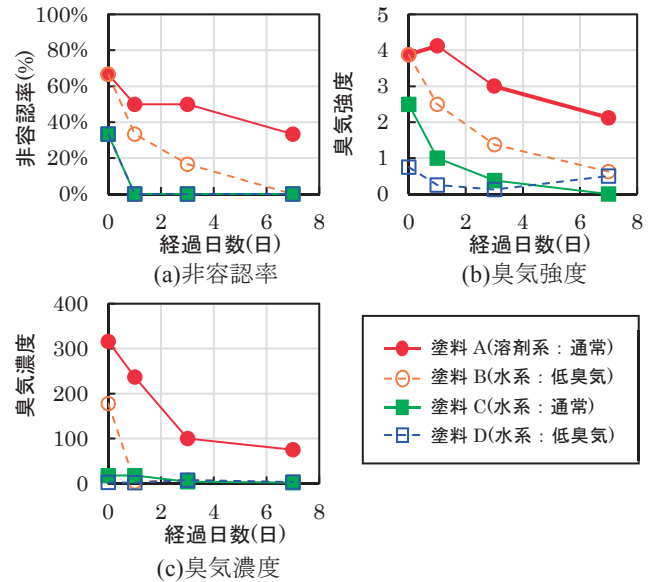 100%
80%
60%
40%
20%
0%
非容認率(%)
0 2 4 6 8
経過日数(日)
(a)非容認率
5
4
3
2
1
0
臭気強度
0 2 4 6 8
経過日数(日)
(b)臭気強度
400
300
200
100
0
臭気濃度
0 2 4 6 8
経過日数(日)
(c)臭気濃度
塗料 A(溶剤系：通常)
塗料 B(水系：低臭気)
塗料 C(水系：通常)
塗料 D(水系：低臭気)